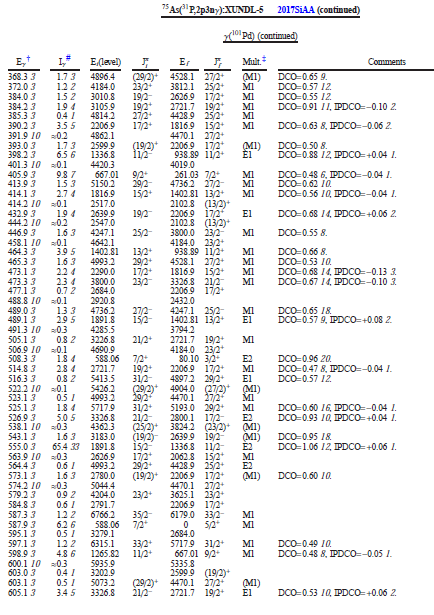 75As(31P,2p3nγ):XUNDL-5 2017SiAA (continued)
γ(101Pd) (continued)
Eγ† Iγ# Ei(level) Jπi Ef Jπf Mult.‡ Comments
368.3 3 1.7 3 4896.4 (29/2)+ 4528.1 27/2+ (M1) DCO=0.65 9.
372.0 3 1.2 2 4184.0 23/2+ 3812.1 25/2+ M1 DCO=0.57 12.
384.0 3 1.5 2 3010.8 19/2− 2626.9 17/2+ M1 DCO=0.55 12.
384.2 3 1.9 4 3105.9 19/2+ 2721.7 19/2+ M1 DCO=0.91 11, IPDCO=−0.10 2.
385.3 3 0.4 1 4814.2 27/2+ 4428.9 25/2+ M1
390.2 3 3.5 5 2206.9 17/2+ 1816.9 15/2+ M1 DCO=0.63 8, IPDCO=−0.06 2.
391.9 10 ≈0.2 4862.1 4470.1 27/2+
393.0 3 1.7 3 2599.9 (19/2)+ 2206.9 17/2+ (M1) DCO=0.50 8.
398.2 3 6.5 6 1336.8 11/2− 938.89 11/2+ E1 DCO=0.88 12, IPDCO=+0.04 1.
401.3 10 ≈0.2 4420.3 4019.0
405.9 3 9.8 7 667.01 9/2+ 261.03 7/2+ M1 DCO=0.48 6, IPDCO=−0.04 1.
413.9 3 1.5 3 5150.2 29/2− 4736.2 27/2− M1 DCO=0.62 10.
414.1 3 2.7 4 1816.9 15/2+ 1402.81 13/2+ M1 DCO=0.56 10, IPDCO=−0.04 1.
414.2 10 ≈0.1 2517.0 2102.8 (13/2)+
432.9 3 1.9 4 2639.9 19/2− 2206.9 17/2+ E1 DCO=0.68 14, IPDCO=+0.06 2.
444.2 10 ≈0.2 2547.0 2102.8 (13/2)+
446.9 3 1.6 3 4247.1 25/2− 3800.0 23/2− M1 DCO=0.55 8.
458.1 10 ≈0.1 4642.1 4184.0 23/2+
464.3 3 3.9 5 1402.81 13/2+ 938.89 11/2+ M1 DCO=0.66 8.
465.3 3 1.6 3 4993.2 29/2+ 4528.1 27/2+ M1 DCO=0.53 10.
473.1 3 2.2 4 2290.0 17/2+ 1816.9 15/2+ M1 DCO=0.68 14, IPDCO=−0.13 3.
473.3 3 2.3 4 3800.0 23/2− 3326.8 21/2− M1 DCO=0.67 14, IPDCO=−0.10 3.
477.1 3 0.7 2 2684.0 2206.9 17/2+
488.8 10 ≈0.1 2920.8 2432.0
489.0 3 1.3 3 4736.2 27/2− 4247.1 25/2− M1 DCO=0.65 18.
489.1 3 2.9 5 1891.8 15/2− 1402.81 13/2+ E1 DCO=0.57 9, IPDCO=+0.08 2.
491.3 10 ≈0.3 4285.5 3794.2
505.1 3 0.8 2 3226.8 21/2+ 2721.7 19/2+ M1
506.9 10 ≈0.1 4690.9 4184.0 23/2+
508.3 3 1.8 4 588.06 7/2+ 80.10 3/2+ E2 DCO=0.96 20.
514.8 3 2.8 4 2721.7 19/2+ 2206.9 17/2+ M1 DCO=0.47 8, IPDCO=−0.04 1.
516.3 3 0.8 2 5413.5 31/2− 4897.2 29/2+ E1 DCO=0.57 12.
522.2 10 ≈0.1 5426.2 (29/2)+ 4904.0 (27/2)+ (M1)
523.1 3 0.5 1 4993.2 29/2+ 4470.1 27/2+ M1
525.1 3 1.8 4 5717.9 31/2+ 5193.0 29/2+ M1 DCO=0.60 16, IPDCO=−0.04 1.
526.9 3 5.0 5 3326.8 21/2− 2800.1 17/2− E2 DCO=0.93 10, IPDCO=+0.04 1.
538.1 10 ≈0.3 4362.3 (25/2)+ 3824.2 (23/2)+ (M1)
543.1 3 1.6 3 3183.0 (19/2)− 2639.9 19/2− (M1) DCO=0.95 18.
555.0 3 65.4 33 1891.8 15/2− 1336.8 11/2− E2 DCO=1.06 12, IPDCO=+0.06 1.
563.9 10 ≈0.2 2626.9 17/2+ 2062.8 15/2+ M1
564.4 3 0.6 1 4993.2 29/2+ 4428.9 25/2+ E2
573.1 3 1.6 3 2780.0 (19/2)+ 2206.9 17/2+ (M1) DCO=0.60 10.
574.2 10 ≈0.3 5044.4 4470.1 27/2+
579.2 3 0.9 2 4204.0 23/2+ 3625.1 23/2+
584.8 3 0.6 1 2791.7 2206.9 17/2+
587.3 3 1.2 2 6766.2 35/2− 6179.0 33/2− M1
587.9 3 6.2 6 588.06 7/2+ 0 5/2+ M1
595.1 3 0.5 1 3279.1 2684.0
597.1 3 1.2 2 6315.1 33/2+ 5717.9 31/2+ M1 DCO=0.49 10.
598.9 3 4.8 6 1265.82 11/2+ 667.01 9/2+ M1 DCO=0.48 8, IPDCO=−0.05 1.
600.1 10 ≈0.3 5935.9 5335.8
603.0 3 0.4 1 3202.9 2599.9 (19/2)+
603.1 3 0.5 1 5073.2 (29/2)+ 4470.1 27/2+ (M1)
605.1 3 3.4 5 3326.8 21/2− 2721.7 19/2+ E1 DCO=0.53 10, IPDCO=+0.06 2.